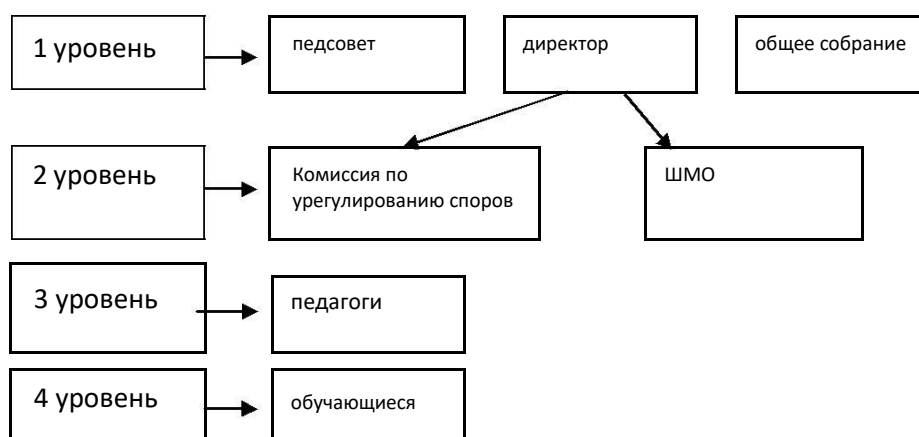 1 уровень
педсовет
директор
общее собрание
2 уровень
Комиссия по
урегулированию споров
ШМО
3 уровень
педагоги
4 уровень
обучающиеся